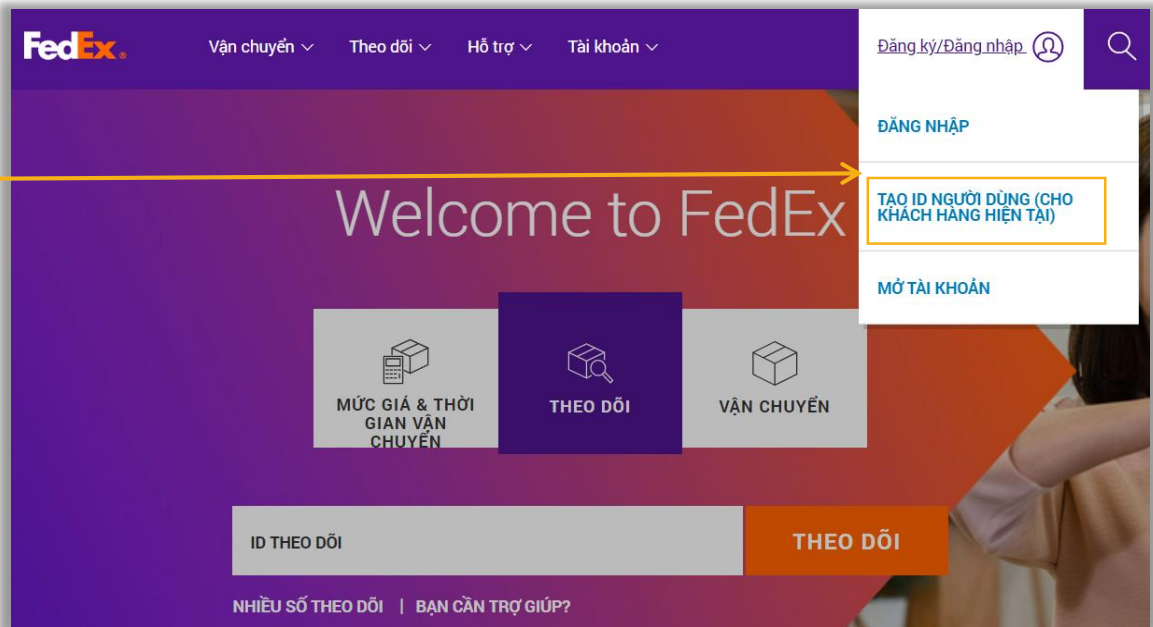 FedEx®
Vận chuyển
Theo dõi
Hỗ trợ
Tài khoản
Đăng ký/Đăng nhập
ĐĂNG NHẬP
TẠO ID NGƯỜI DÙNG (CHO
KHÁCH HÀNG HIỆN TẠI)
MỞ TÀI KHOẢN
Welcome to FedEx
MỨC GIÁ & THỜI
GIAN VẬN
CHUYỂN
THEO DÕI
VẬN CHUYỂN
ID THEO DÕI
THEO DÕI
NHIỀU SỐ THEO DÕI | BẠN CẦN TRỢ GIÚP?